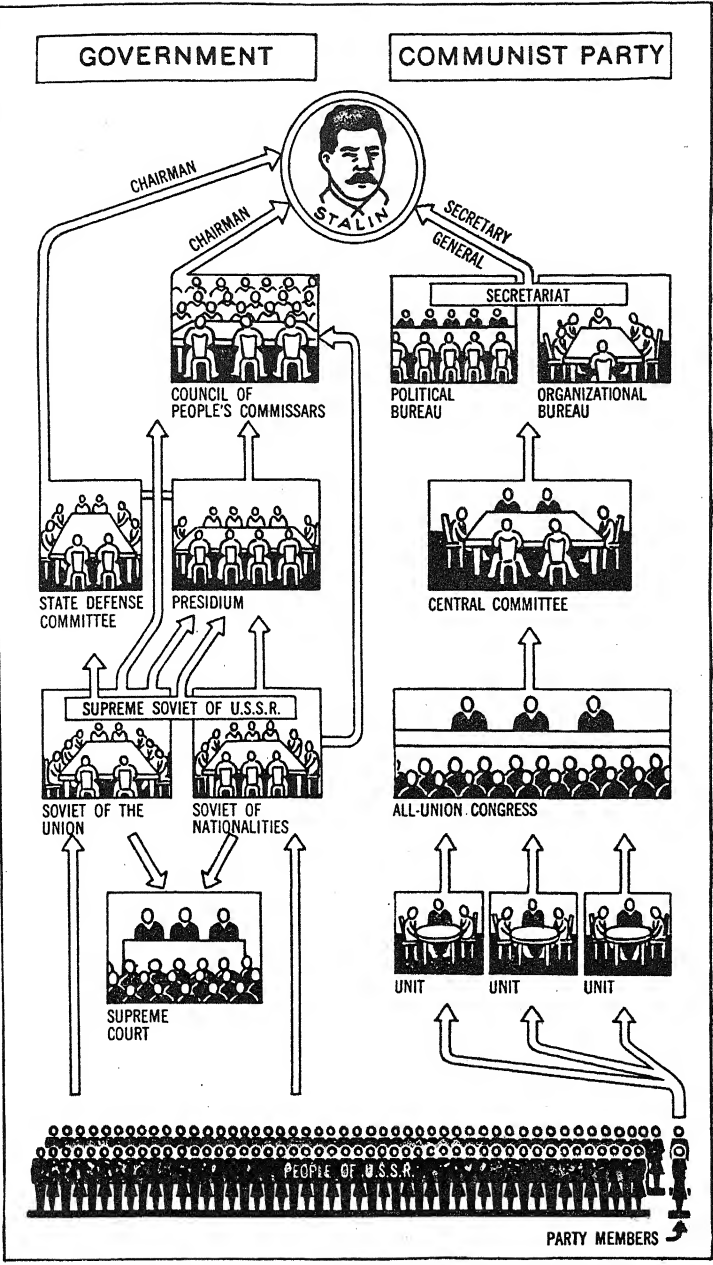 GOVERNMENT
COMMUNIST PARTY
STALIN
CHAIRMAN
CHAIRMAN
SECRETARY
GENERAL
SECRETARIAT
COUNCIL OF
PEOPLE'S COMMISSARS
POLITICAL
BUREAU
ORGANIZATIONAL
BUREAU
STATE DEFENSE
COMMITTEE
PRESIDIUM
CENTRAL COMMITTEE
SUPREME SOVIET OF U.S.S.R.
SOVIET OF THE
UNION
SOVIET OF
NATIONALITIES
ALL-UNION CONGRESS
SUPREME
COURT
UNIT
UNIT
UNIT
PEOPLE OF U.S.S.R.
PARTY MEMBERS